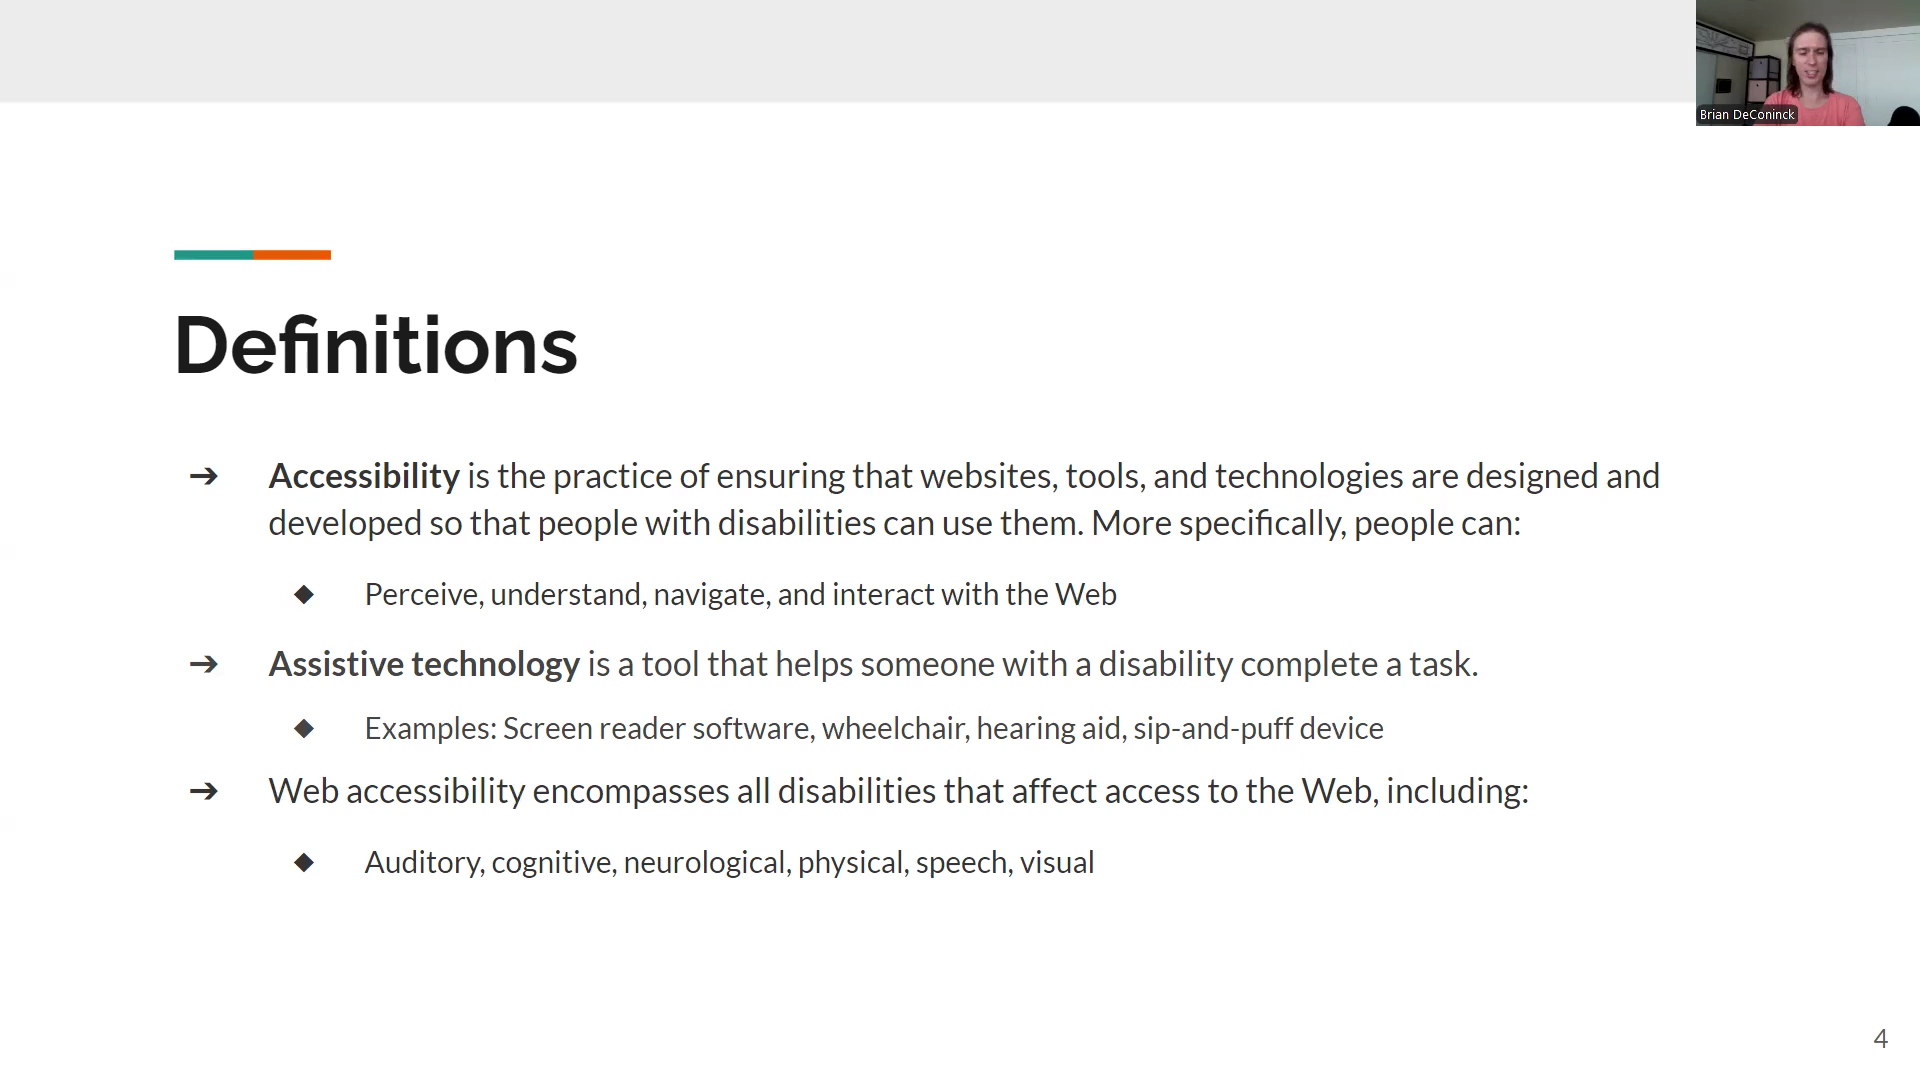 Brian DeConinck
Definitions
➔ Accessibility is the practice of ensuring that websites, tools, and technologies are designed and
developed so that people with disabilities can use them. More specifically, people can:
◆ Perceive, understand, navigate, and interact with the Web
➔ Assistive technology is a tool that helps someone with a disability complete a task.
◆ Examples: Screen reader software, wheelchair, hearing aid, sip-and-puff device
➔ Web accessibility encompasses all disabilities that affect access to the Web, including:
◆ Auditory, cognitive, neurological, physical, speech, visual
4